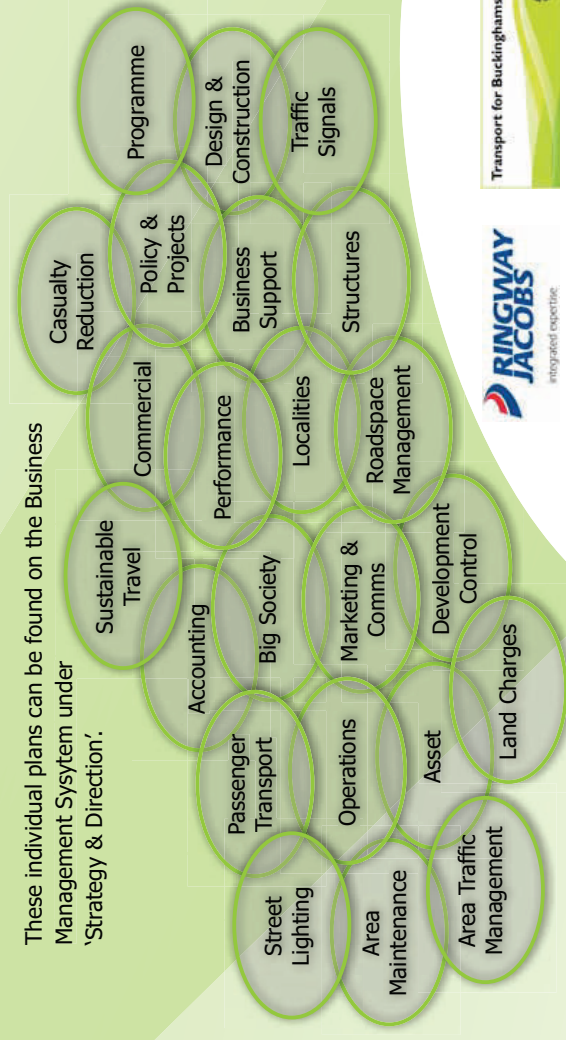 These individual plans can be found on the Business
Management Sysytem under
‘Strategy & Direction’.
Street
Lighting
Area
Maintenance
Area Traffic
Management
Passenger
Transport
Operations
Asset
Land Charges
Accounting
Sustainable
Travel
Big Society
Marketing &
Comms
Development
Control
Commercial
Performance
Localities
Roadspace
Management
Casualty
Reduction
Policy &
Projects
Business
Support
Structures
Programme
Design &
Construction
Traffic
Signals
RINGWAY
JACOBS
integrated expertise
Transport for Buckinghams